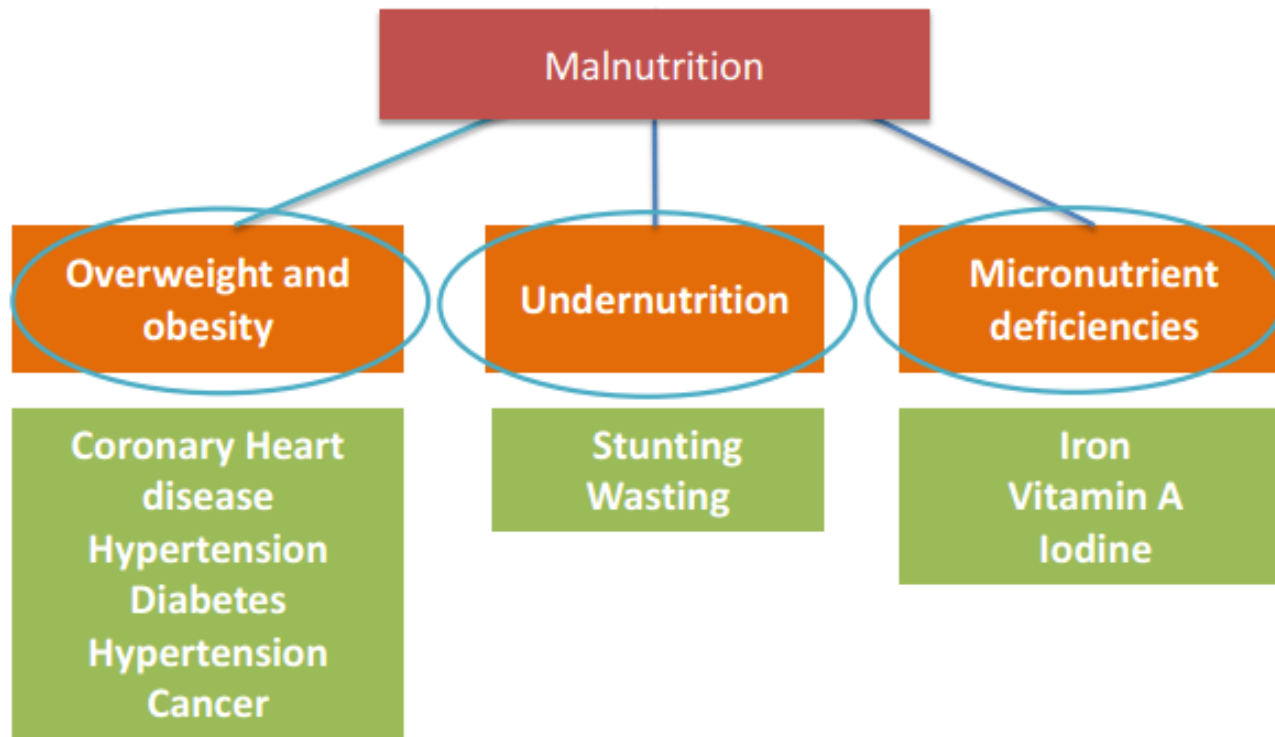 Malnutrition
Overweight and
obesity
Undernutrition
Micronutrient
deficiencies
Coronary Heart
disease
Hypertension
Diabetes
Hypertension
Cancer
Stunting
Wasting
Iron
Vitamin A
Iodine